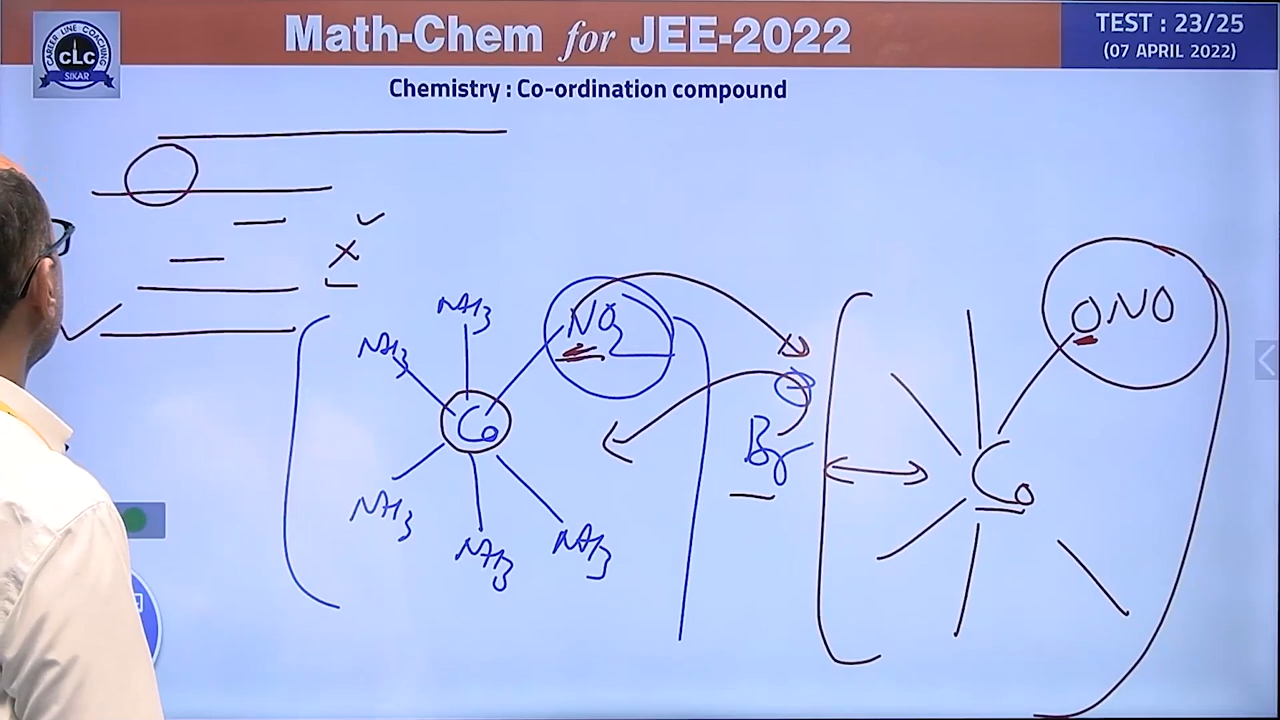 Math-Chem for JEE-2022
TEST : 23/25
(07 APRIL 2022)
CAREER LINE COACHING
CLC
SIKAR
Chemistry : Co-ordination compound
NH3
NH3
NO2
Co
NH3
NH3
NH3
Br
ONO
Co